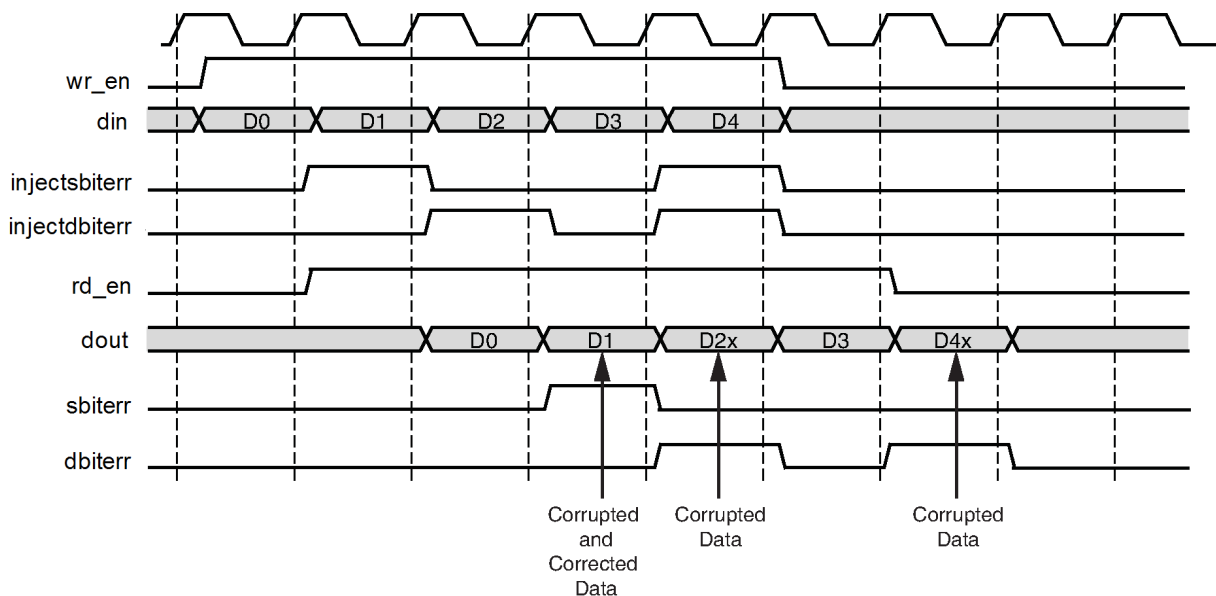 wr_en
din D0 D1 D2 D3 D4
injectsbiterr
injectdbiterr
rd_en
dout D0 D1 D2x D3 D4x
sbiterr
dbiterr
Corrupted
and
Corrected
Data
Corrupted
Data
Corrupted
Data